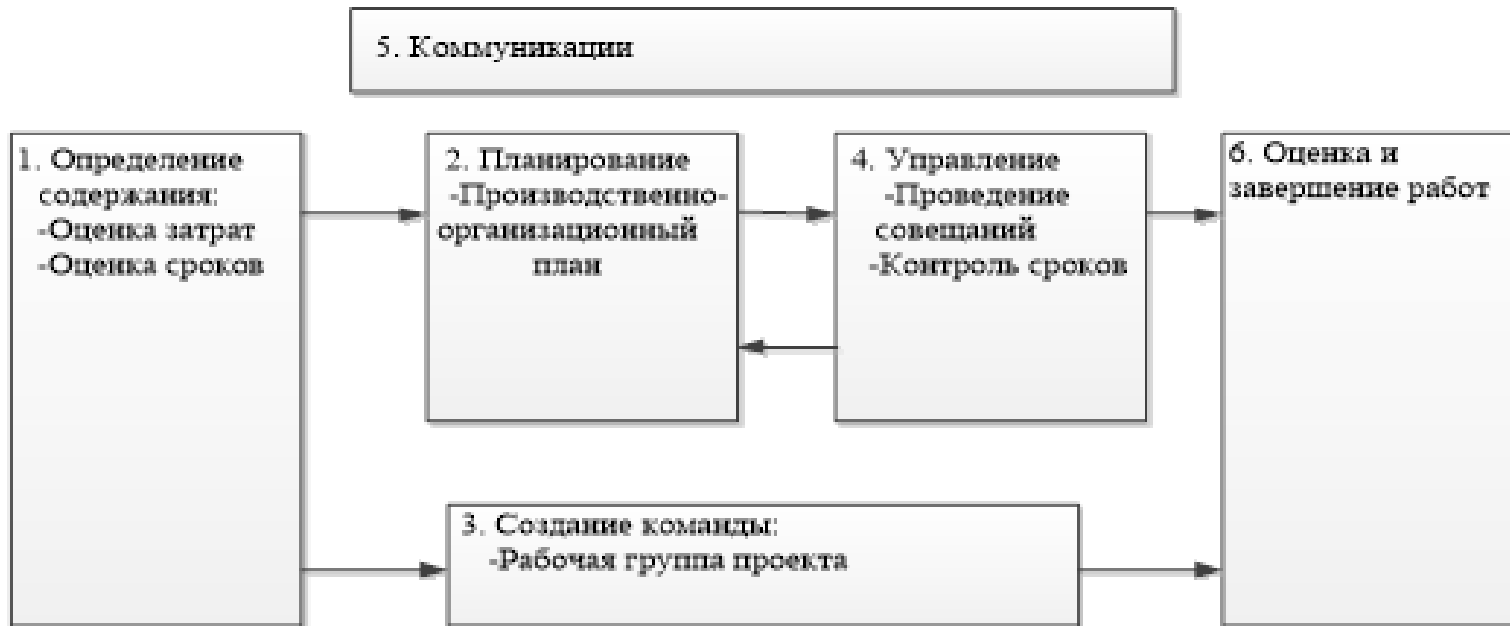 5. Коммуникации
1. Определение
содержания:
-Оценка затрат
-Оценка сроков
2. Планирование
-Производственно-
организационный
план
4. Управление
-Проведение
совещаний
-Контроль сроков
6. Оценка и
завершение работ
3. Создание команды:
-Рабочая группа проекта